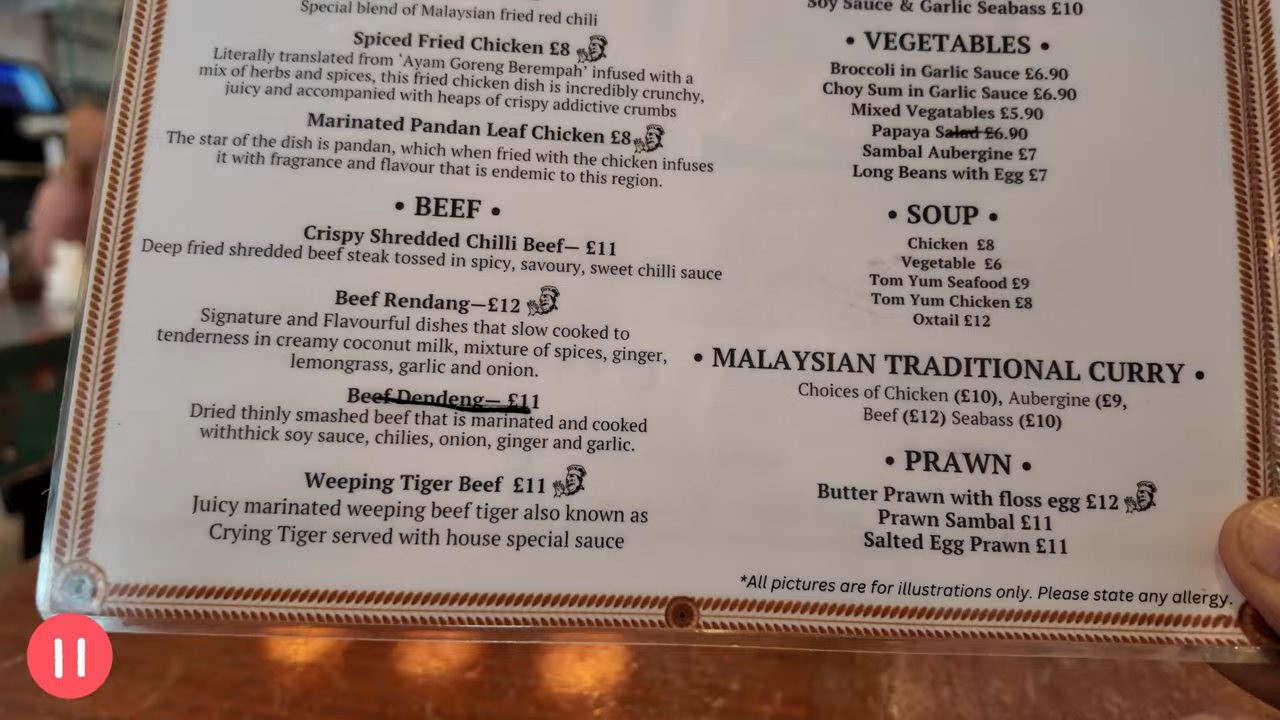 Special blend of Malaysian fried red chili
Spiced Fried Chicken £8
Literally translated from ‘Ayam Goreng Berempah’ infused with a
mix of herbs and spices, this fried chicken dish is incredibly crunchy,
juicy and accompanied with heaps of crispy addictive crumbs
Marinated Pandan Leaf Chicken £8
The star of the dish is pandan, which when fried with the chicken infuses
it with fragrance and flavour that is endemic to this region.
• BEEF •
Crispy Shredded Chilli Beef— £11
Deep fried shredded beef steak tossed in spicy, savoury, sweet chilli sauce
Beef Rendang—£12
Signature and Flavourful dishes that slow cooked to
tenderness in creamy coconut milk, mixture of spices, ginger,
lemongrass, garlic and onion.
Beef Dendeng— £11
Dried thinly smashed beef that is marinated and cooked
withthick soy sauce, chilies, onion, ginger and garlic.
Weeping Tiger Beef £11
Juicy marinated weeping beef tiger also known as
Crying Tiger served with house special sauce
Soy Sauce & Garlic Seabass £10
• VEGETABLES •
Broccoli in Garlic Sauce £6.90
Choy Sum in Garlic Sauce £6.90
Mixed Vegatables £5.90
Papaya Salad £6.90
Sambal Aubergine £7
Long Beans with Egg £7
• SOUP •
Chicken £8
Vegetable £6
Tom Yum Seafood £9
Tom Yum Chicken £8
Oxtail £12
• MALAYSIAN TRADITIONAL CURRY •
Choices of Chicken (£10), Aubergine (£9,
Beef (£12) Seabass (£10)
• PRAWN •
Butter Prawn with floss egg £12
Prawn Sambal £11
Salted Egg Prawn £11
*All pictures are for illustrations only. Please state any allergy.